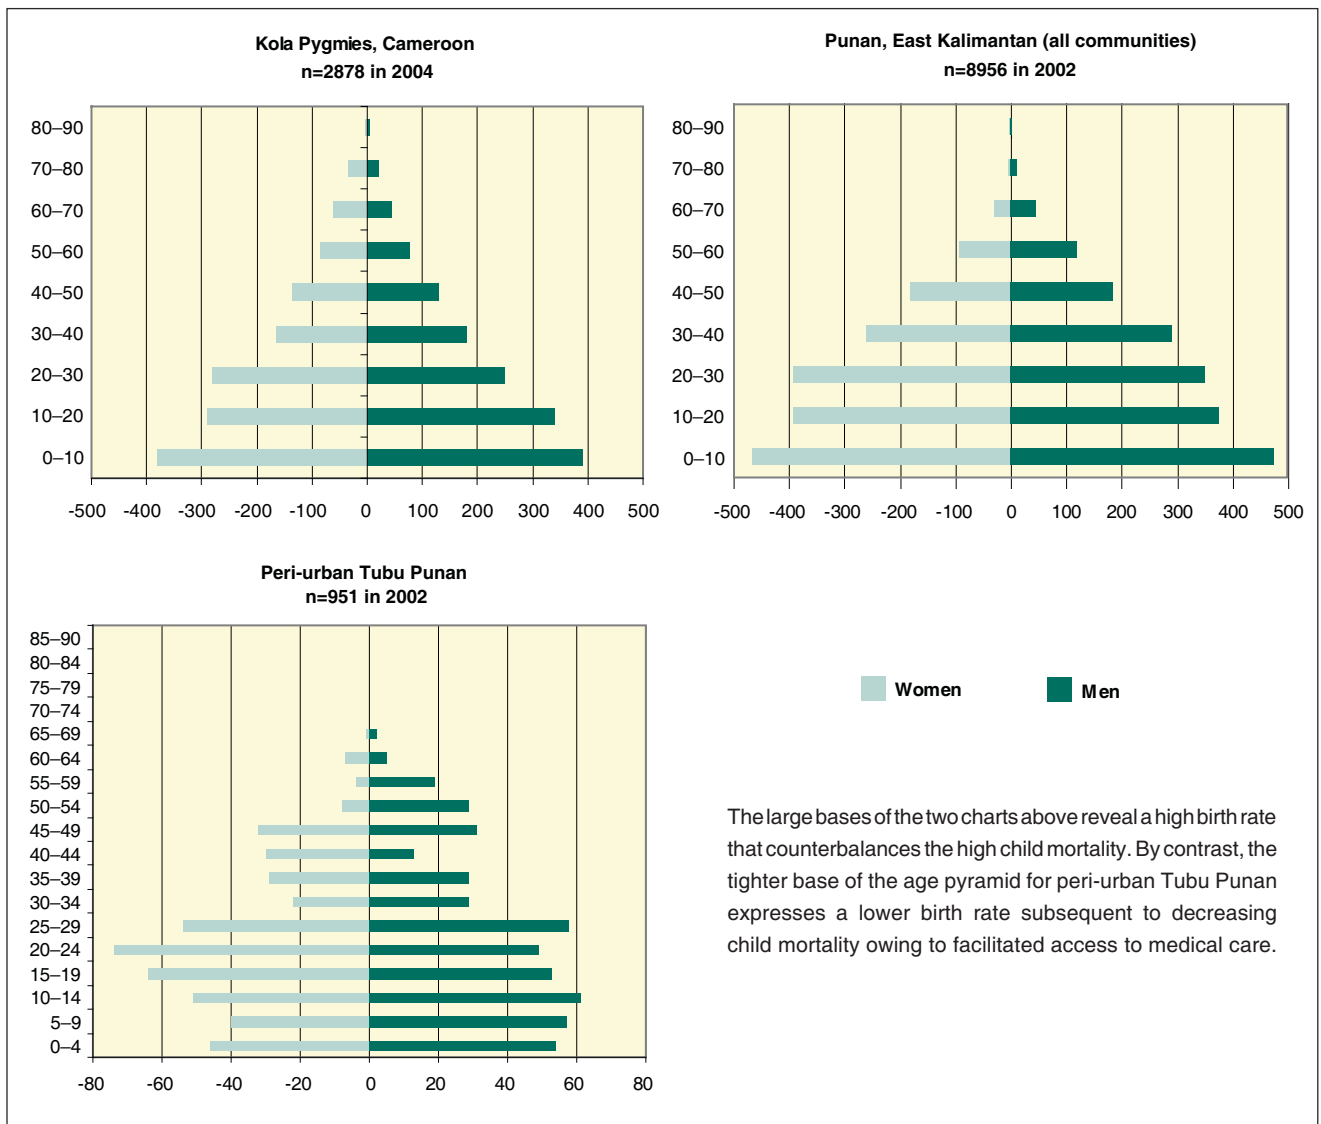 Kola Pygmies, Cameroon
n=2878 in 2004
80–90
70–80
60–70
50–60
40–50
30–40
20–30
10–20
0–10
-500 -400 -300 -200 -100 0 100 200 300 400 500
Punan, East Kalimantan (all communities)
n=8956 in 2002
80–90
70–80
60–70
50–60
40–50
30–40
20–30
10–20
0–10
-500 -400 -300 -200 -100 0 100 200 300 400 500
Peri-urban Tubu Punan
n=951 in 2002
85–90
80–84
75–79
70–74
65–69
60–64
55–59
50–54
45–49
40–44
35–39
30–34
25–29
20–24
15–19
10–14
5–9
0–4
-80 -60 -40 -20 0 20 40 60 80
Women Men
The large bases of the two charts above reveal a high birth rate
that counterbalances the high child mortality. By contrast, the
tighter base of the age pyramid for peri-urban Tubu Punan
expresses a lower birth rate subsequent to decreasing
child mortality owing to facilitated access to medical care.